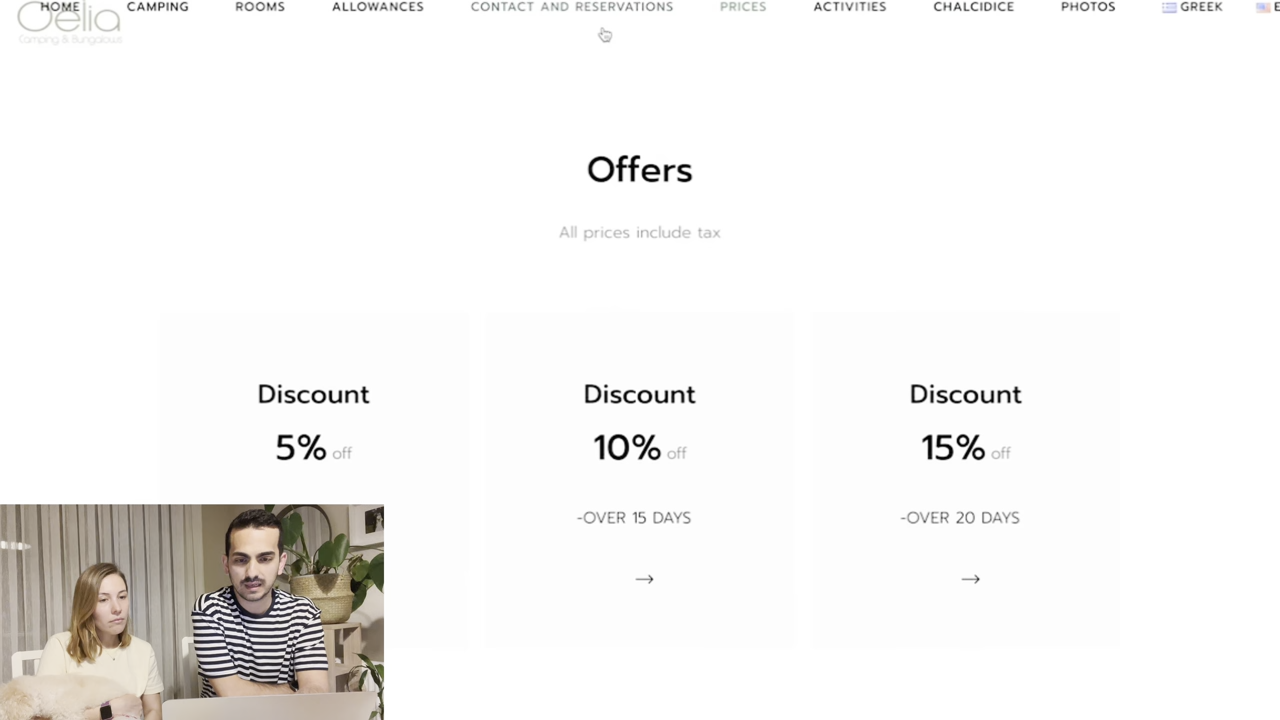 Oelia
Camping & Bungalows
HOME
CAMPING
ROOMS
ALLOWANCES
CONTACT AND RESERVATIONS
PRICES
ACTIVITIES
CHALCIDICE
PHOTOS
GREEK
E
Offers
All prices include tax
Discount
5% off
Discount
10% off
-OVER 15 DAYS
→
Discount
15% off
-OVER 20 DAYS
→